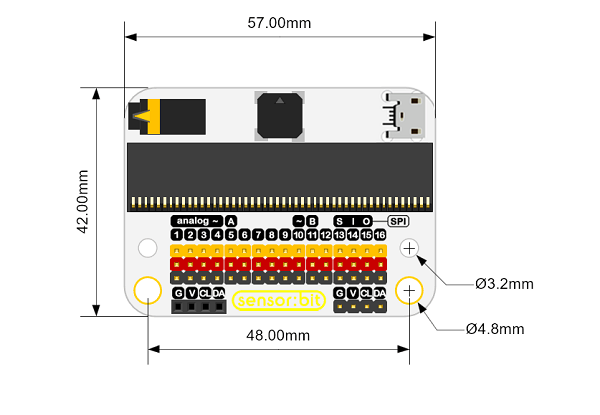 57.00mm
42.00mm
analog ~ A ~ B S I O SPI
1 2 3 4 5 6 7 8 9 10 11 12 13 14 15 16
Ø3.2mm
G V CL DA sensor:bit G V CL DA
Ø4.8mm
48.00mm